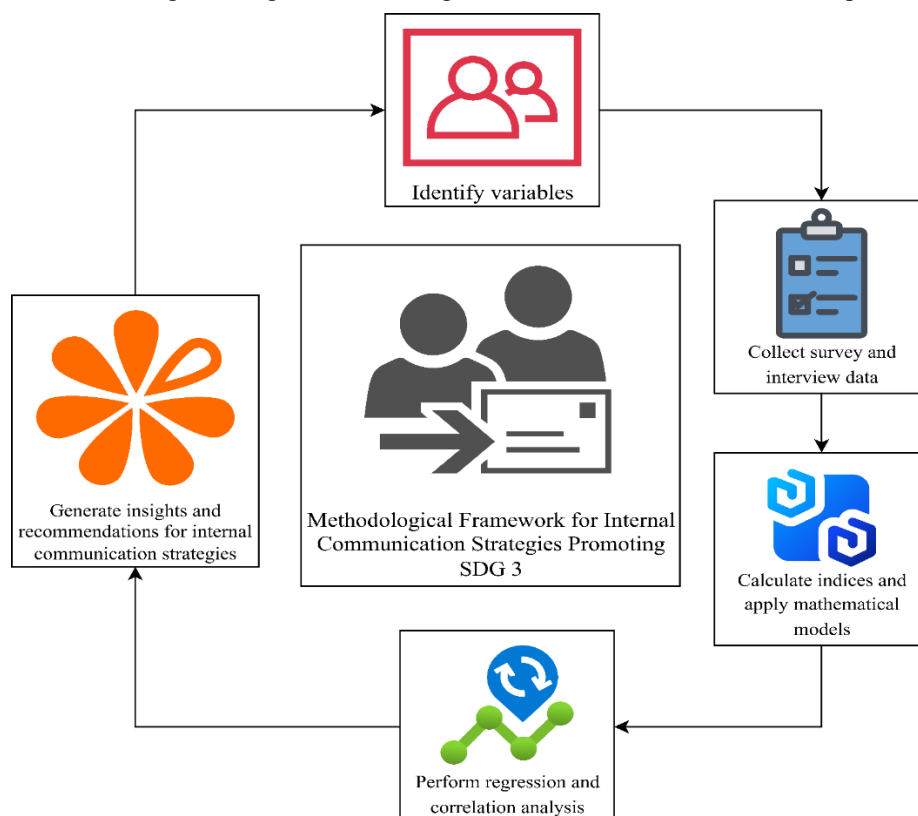 Identify variables
Collect survey and
interview data
Calculate indices and
apply mathematical
models
Perform regression and
correlation analysis
Generate insights and
recommendations for internal
communication strategies
Methodological Framework for Internal
Communication Strategies Promoting
SDG 3